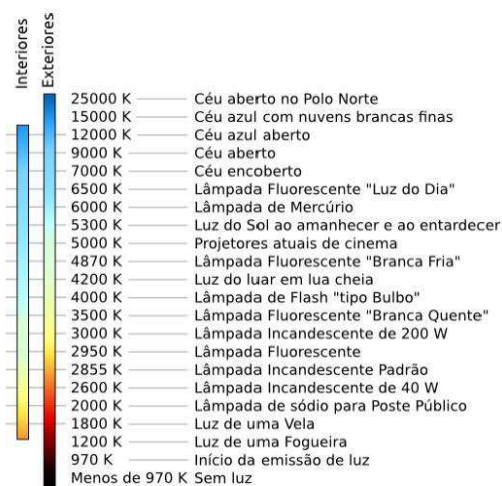 Interiores
Exteriores
25000 K Céu aberto no Polo Norte
15000 K Céu azul com nuvens brancas finas
12000 K Céu azul aberto
9000 K Céu aberto
7000 K Céu encoberto
6500 K Lâmpada Fluorescente "Luz do Dia"
6000 K Lâmpada de Mercúrio
5300 K Luz do Sol ao amanhecer e ao entardecer
5000 K Projetores atuais de cinema
4870 K Lâmpada Fluorescente "Branca Fria"
4200 K Luz do luar em lua cheia
4000 K Lâmpada de Flash "tipo Bulbo"
3500 K Lâmpada Fluorescente "Branca Quente"
3000 K Lâmpada Incandescente de 200 W
2950 K Lâmpada Fluorescente
2855 K Lâmpada Incandescente Padrão
2600 K Lâmpada Incandescente de 40 W
2000 K Lâmpada de sódio para Poste Público
1800 K Luz de uma Vela
1200 K Luz de uma Fogueira
970 K Início da emissão de luz
Menos de 970 K Sem luz